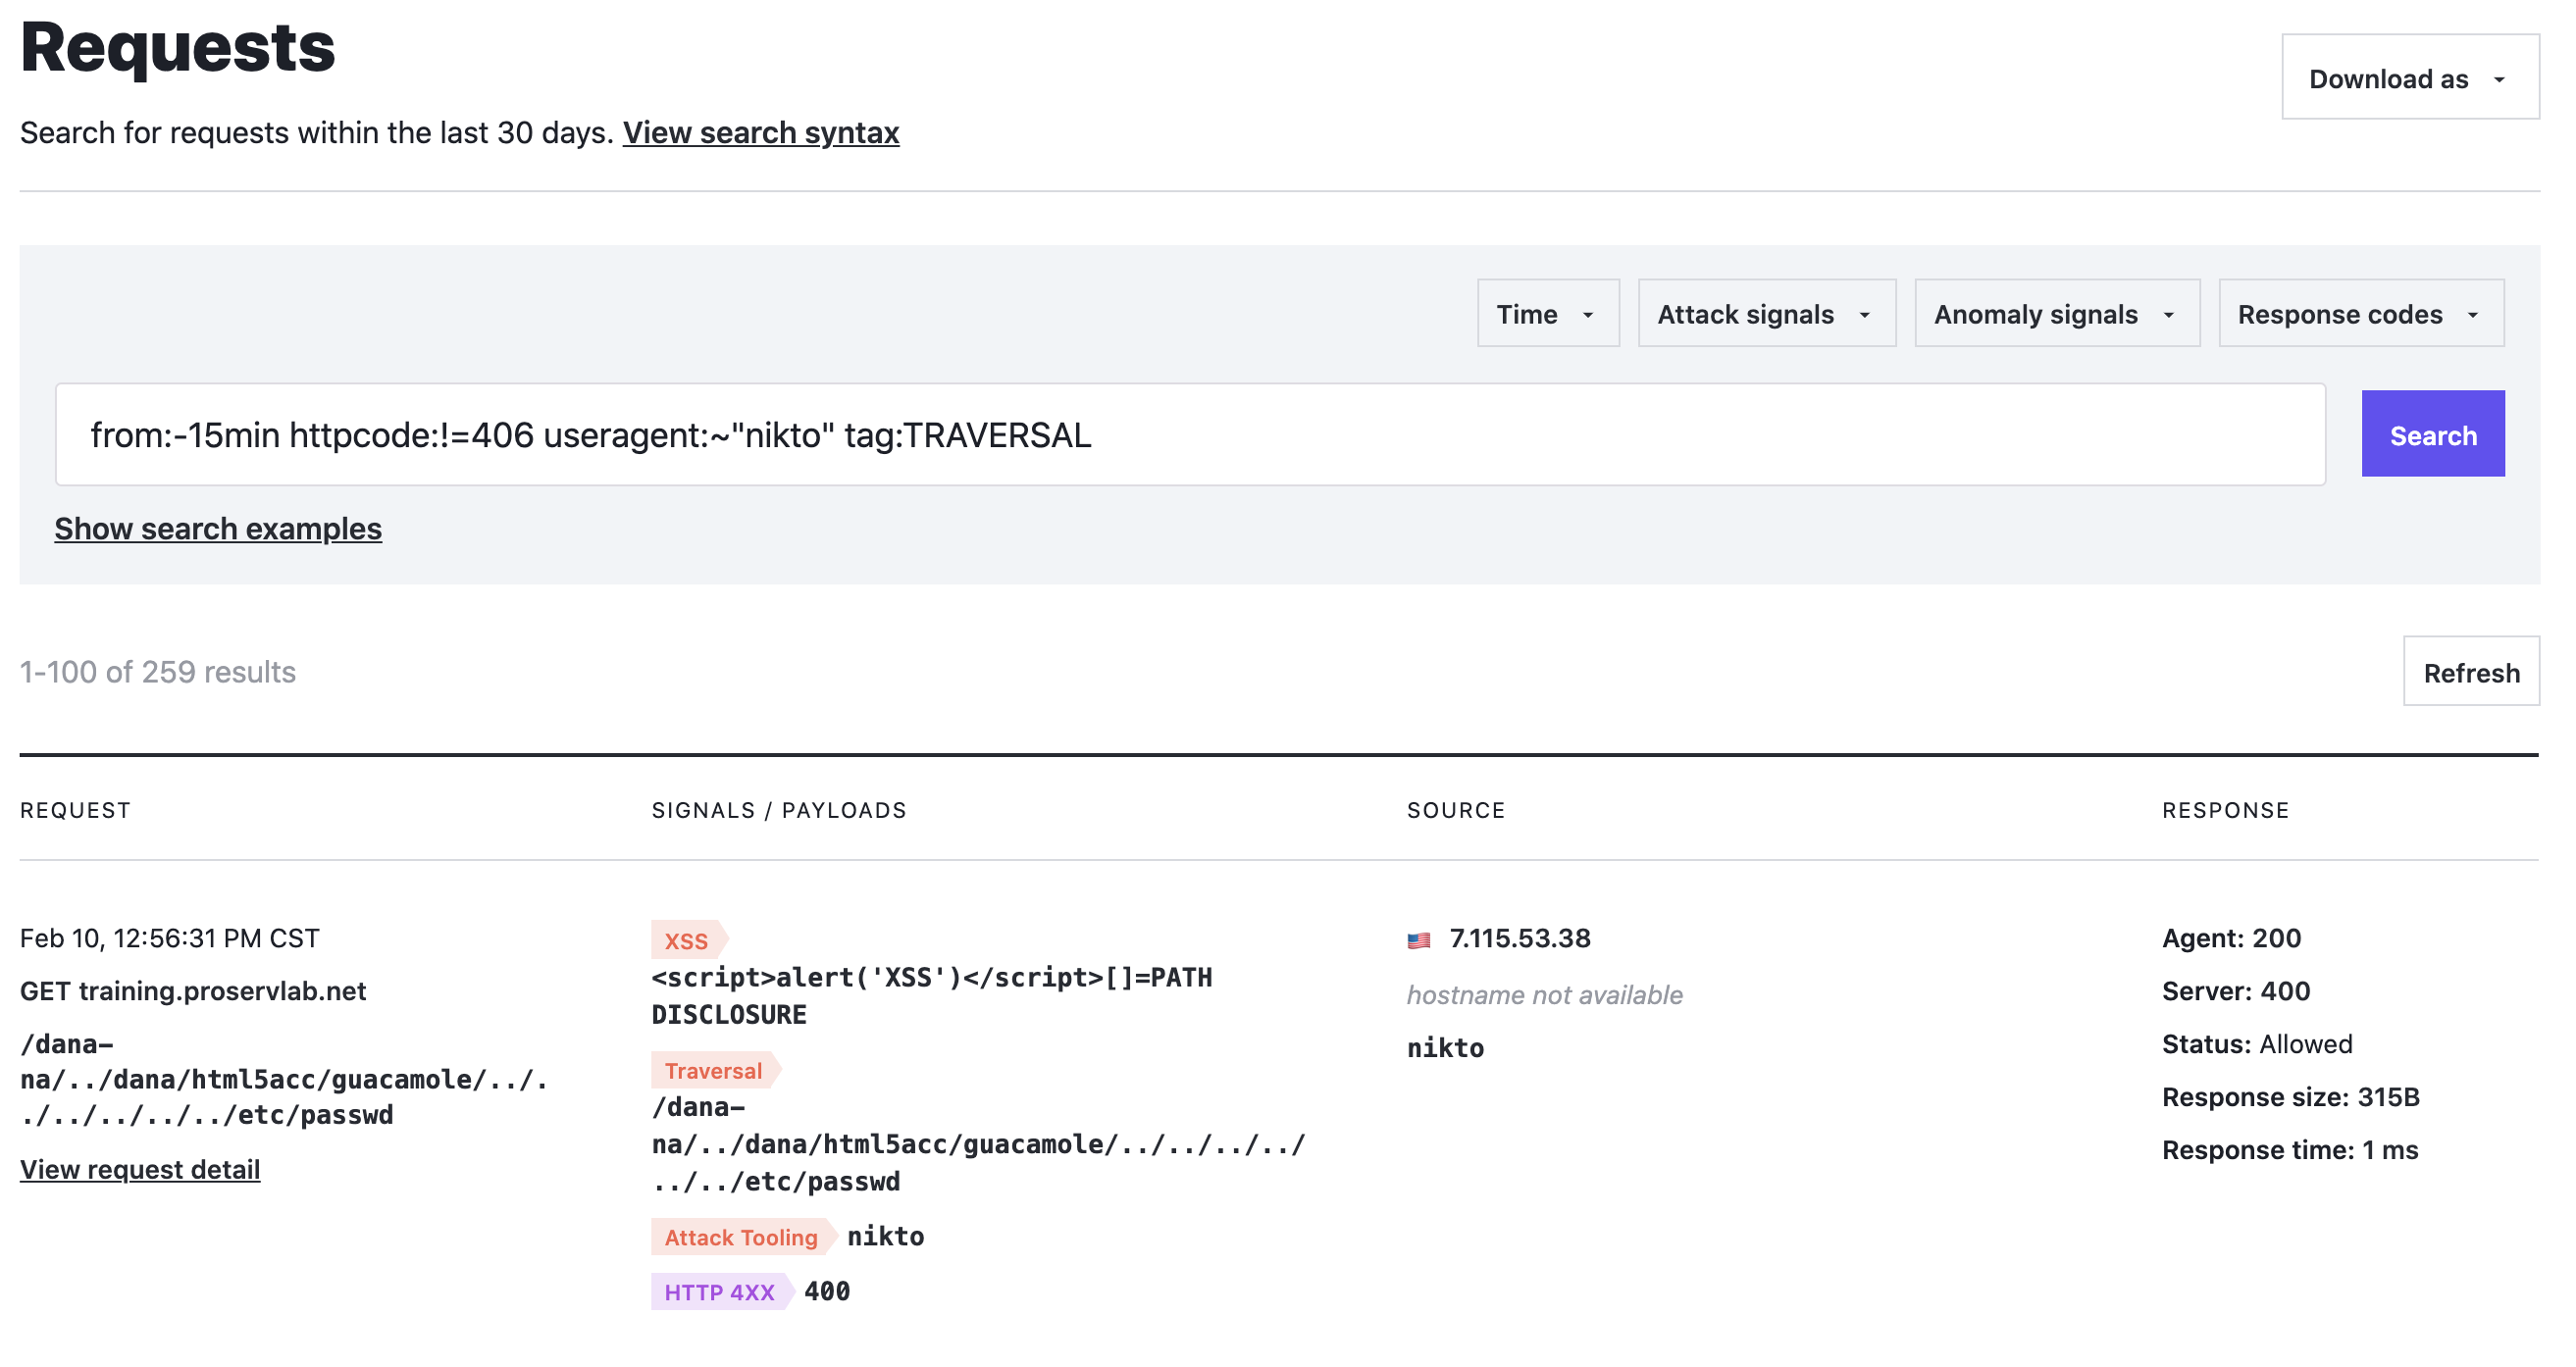 Requests
Download as
Search for requests within the last 30 days. View search syntax
Time
Attack signals
Anomaly signals
Response codes
from:-15min httpcode:!=406 useragent:~"nikto" tag:TRAVERSAL
Search
Show search examples
1-100 of 259 results
Refresh
REQUEST
SIGNALS / PAYLOADS
SOURCE
RESPONSE
Feb 10, 12:56:31 PM CST
GET training.proservlab.net
/dana-
na/../dana/html5acc/guacamole/../.
./../../../../etc/passwd
View request detail
XSS
<script>alert('XSS')</script>[]=PATH
DISCLOSURE
Traversal
/dana-
na/../dana/html5acc/guacamole/../../../../
../../etc/passwd
Attack Tooling nikto
HTTP 4XX 400
7.115.53.38
hostname not available
nikto
Agent: 200
Server: 400
Status: Allowed
Response size: 315B
Response time: 1 ms